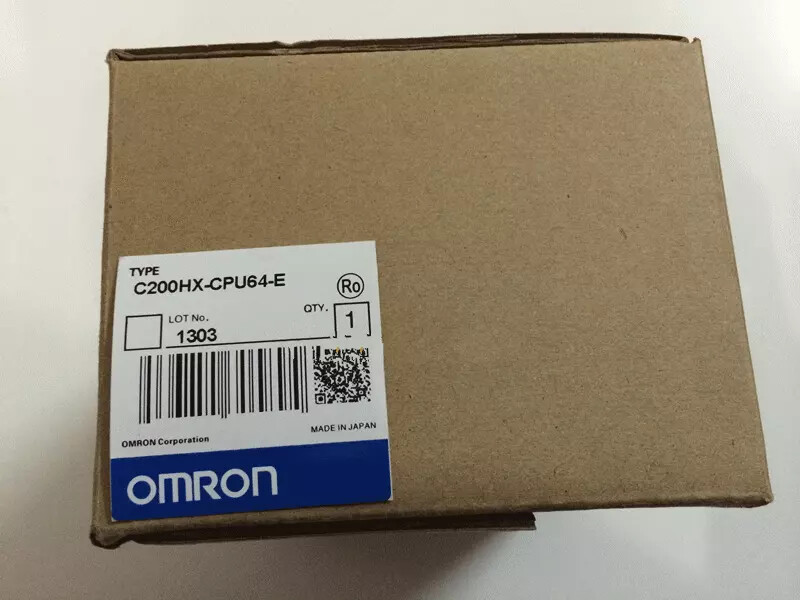 TYPE
C200HX-CPU64-E
Ro
LOT No.
QTY.
1303
1
MADE IN JAPAN
OMRON Corporation
OMRON